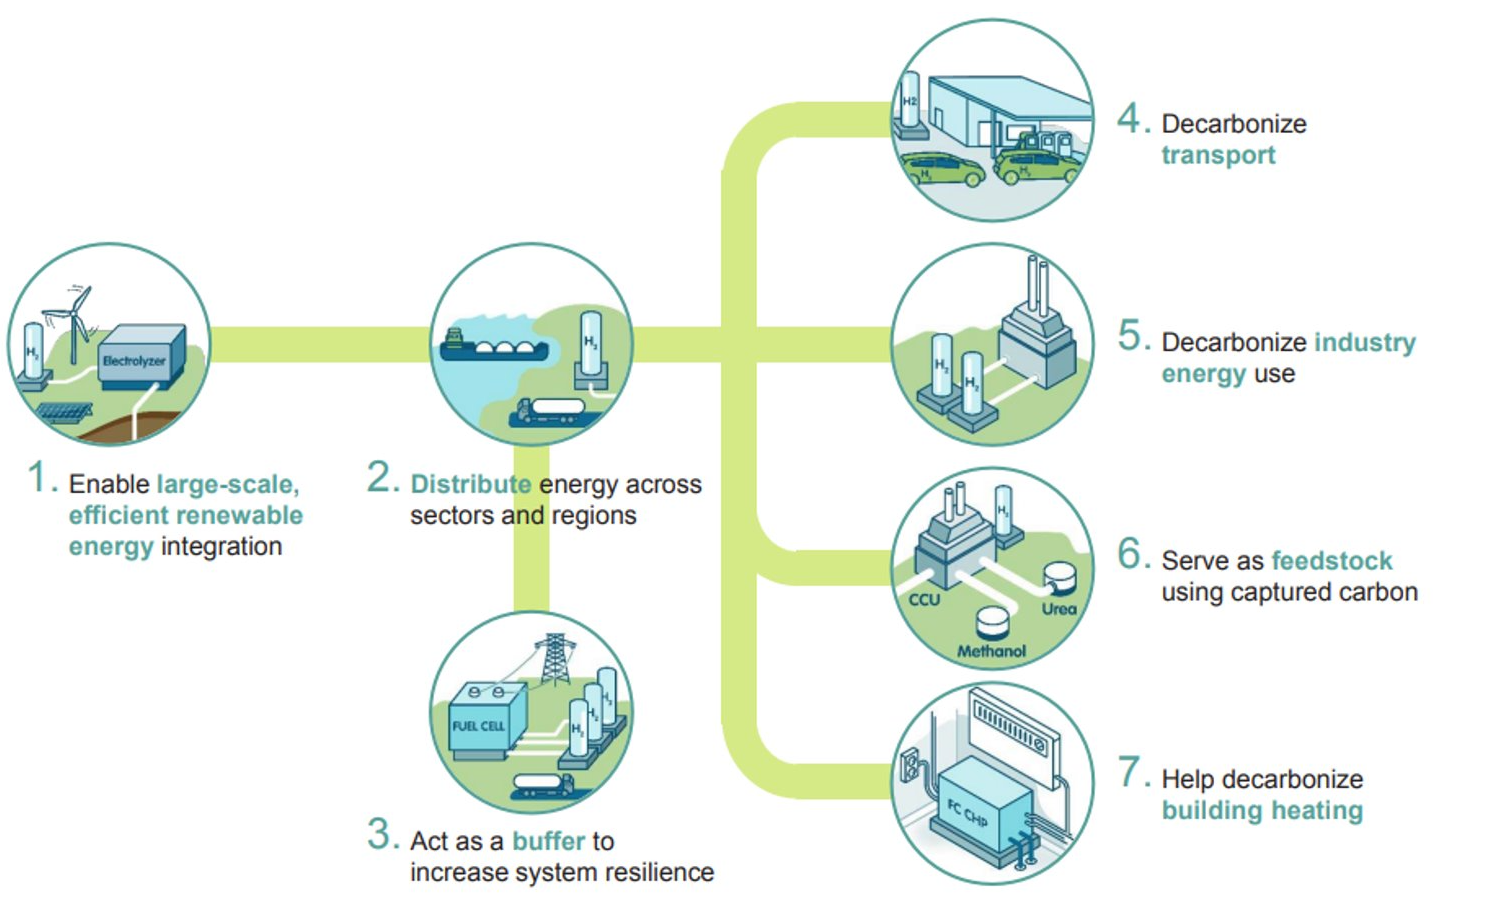 H2
H₂
H₂
4. Decarbonize
transport
H₂
Electrolyzer
1. Enable large-scale,
efficient renewable
energy integration
H₂
2. Distribute energy across
sectors and regions
H₂
H₂
5. Decarbonize industry
energy use
H₂
CCU
Urea
Methanol
6. Serve as feedstock
using captured carbon
FUEL CELL
H₂
H₂
H₂
3. Act as a buffer to
increase system resilience
FC CHP
7. Help decarbonize
building heating